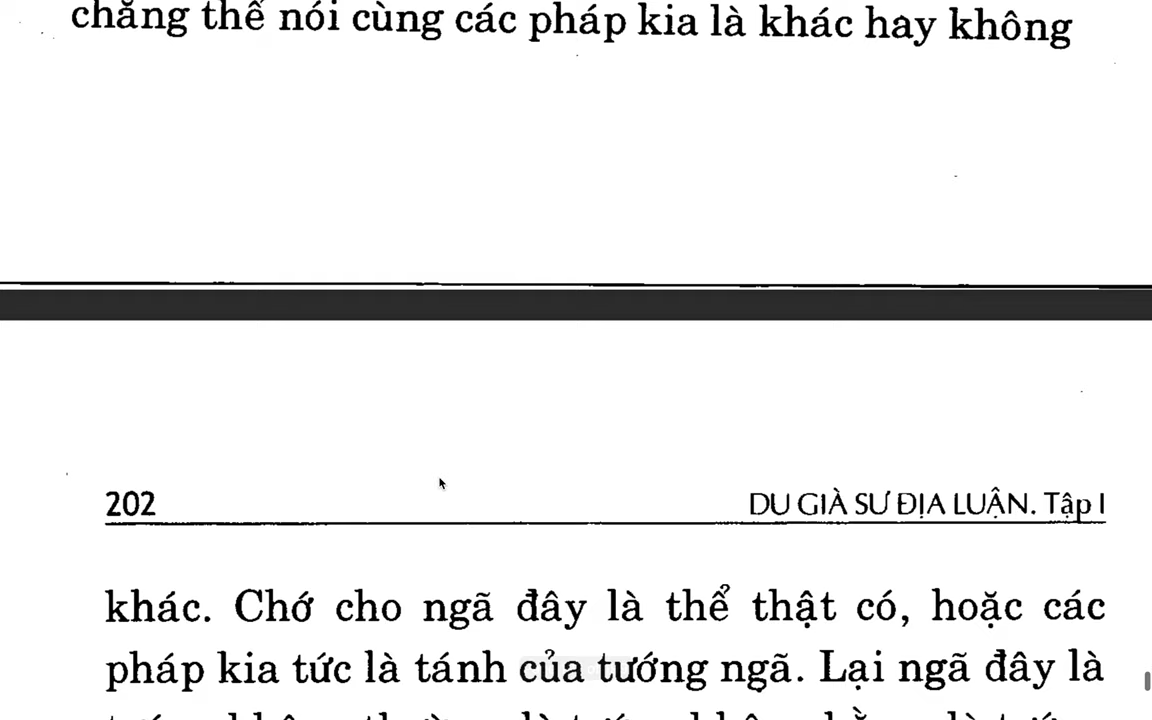 chẳng thể nói cùng các pháp kia là khác hay không
202
DU GIÀ SƯ ĐỊA LUẬN. Tập I
khác. Chớ cho ngã đây là thể thật có, hoặc các
pháp kia tức là tánh của tướng ngã. Lại ngã đây là